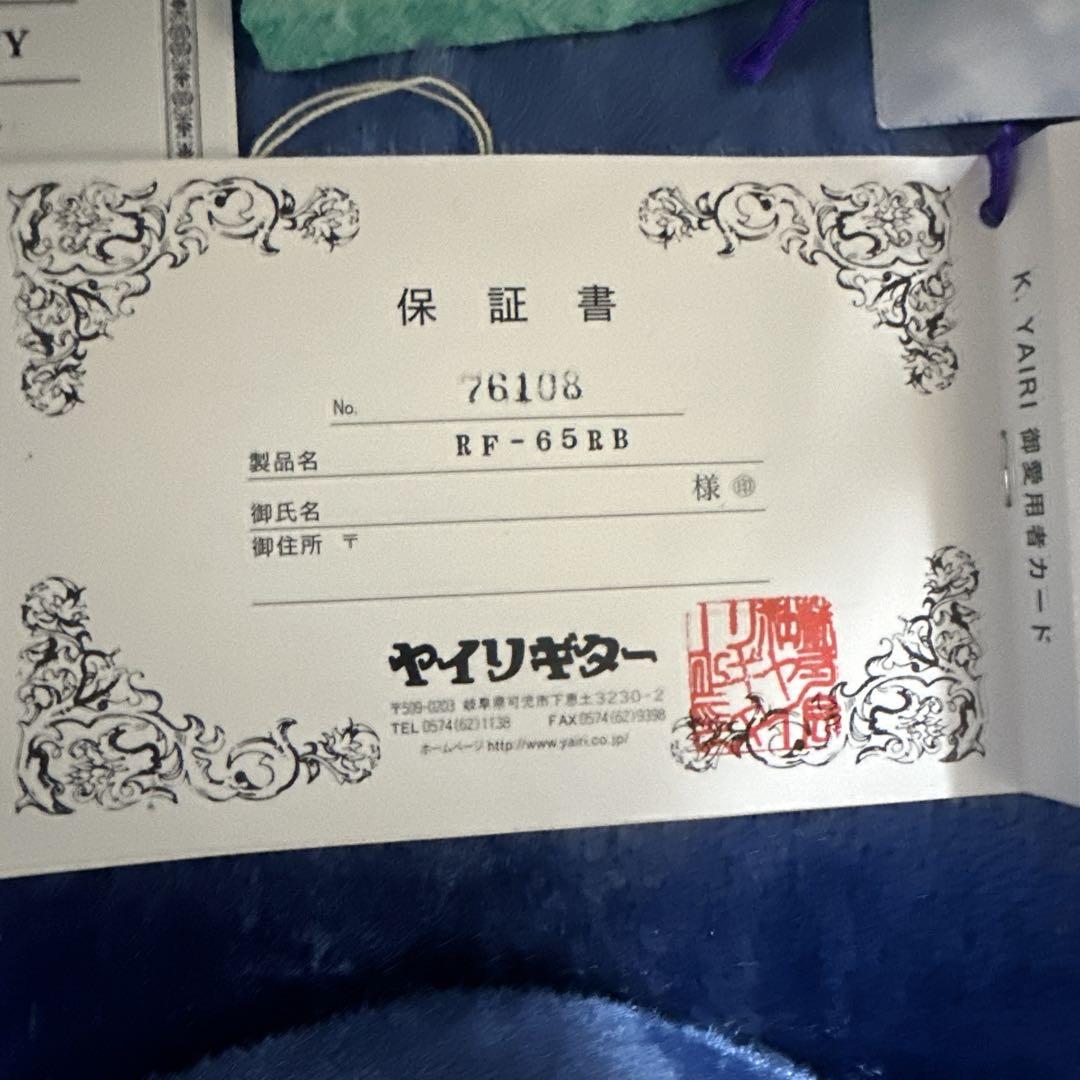 Y
保証書
No. 76108
製品名 RF-65RB
御氏名 様 印
御住所 〒
ヤイリギター
〒509-0203 岐阜県可児市下恵土3230-2
TEL 0574(62)1138 FAX 0574(62)9398
ホームページ http://www.yairi.co.jp/
K. YAIRI 御愛用者カード